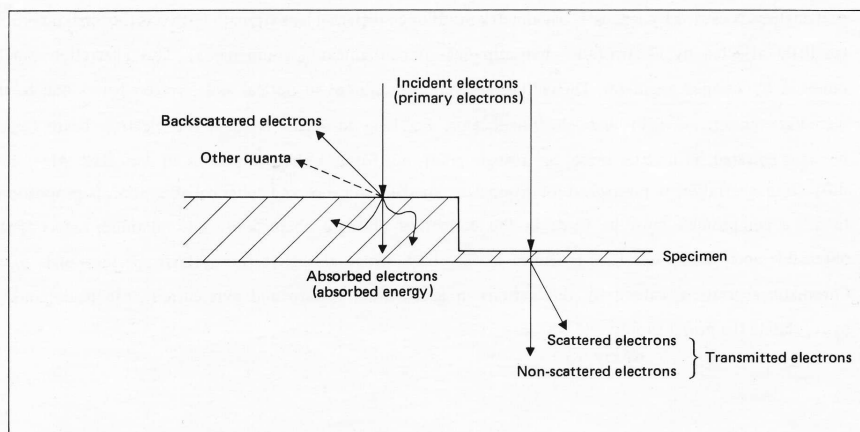 Incident electrons
(primary electrons)
Backscattered electrons
Other quanta
Absorbed electrons
(absorbed energy)
Specimen
Scattered electrons
Non-scattered electrons
Transmitted electrons